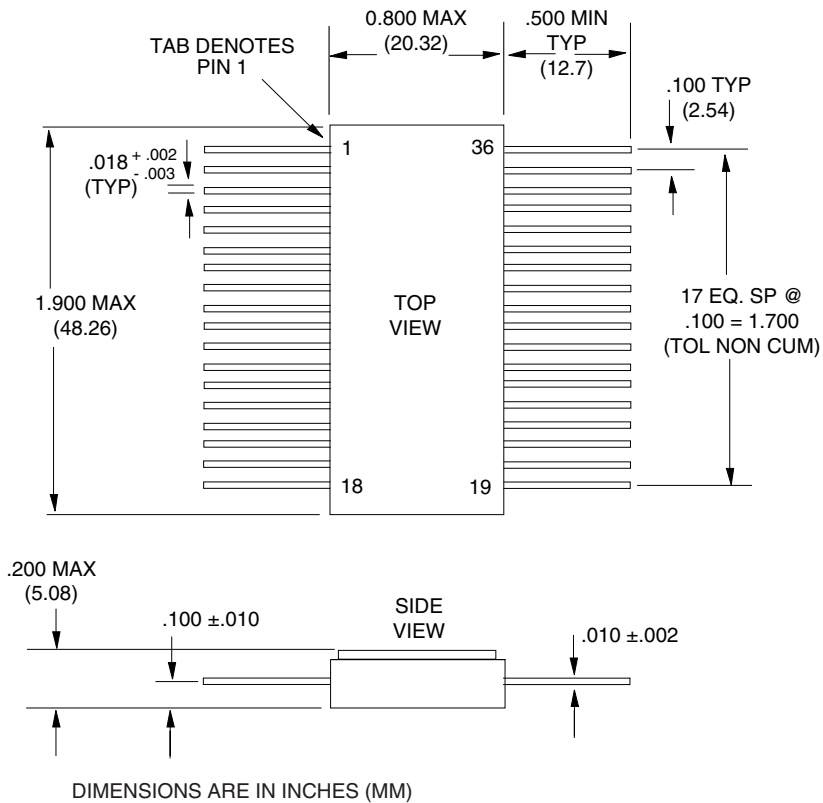 0.800 MAX
(20.32)
.500 MIN
TYP
(12.7)
TAB DENOTES
PIN 1
.100 TYP
(2.54)
1
36
.018 + .002
- .003
(TYP)
1.900 MAX
(48.26)
TOP
VIEW
17 EQ. SP @
.100 = 1.700
(TOL NON CUM)
18
19
.200 MAX
(5.08)
.100 ±.010
SIDE
VIEW
.010 ±.002
DIMENSIONS ARE IN INCHES (MM)